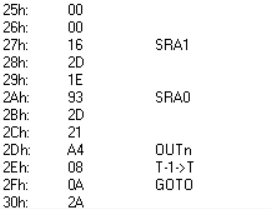 25h: 00
26h: 00
27h: 16 SRA1
28h: 2D
29h: 1E
2Ah: 93 SRA0
2Bh: 2D
2Ch: 21
2Dh: A4 OUTn
2Eh: 08 T-1->T
2Fh: 0A GOTO
30h: 2A